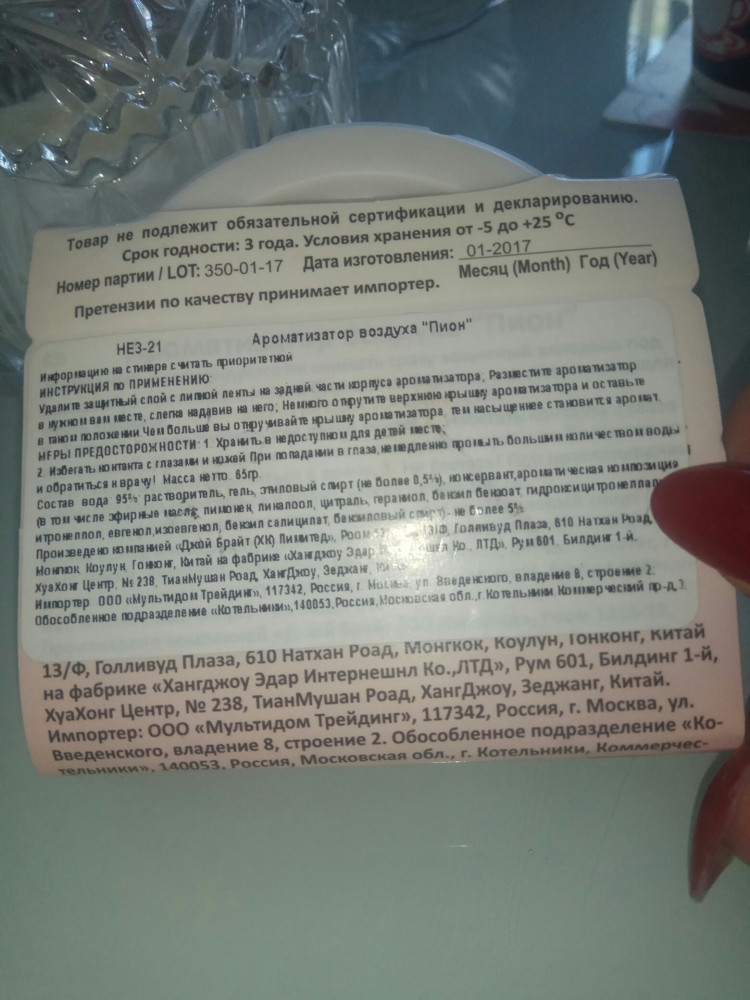 Товар не подлежит обязательной сертификации и декларированию.
Срок годности: 3 года. Условия хранения от -5 до +25 °C
Номер партии / LOT: 350-01-17 Дата изготовления: 01-2017
Месяц (Month) Год (Year)
Претензии по качеству принимает импортер.
НЕЗ-21 Ароматизатор воздуха "Пион"
Информацию на стикере считать приоритетной
ИНСТРУКЦИЯ по ПРИМЕНЕНИЮ:
Удалите защитный слой с липкой ленты на задней части корпуса ароматизатора; Разместите ароматизатор
в нужном вам месте, слегка надавив на него; Немного открутите верхнюю крышку ароматизатора и оставьте
в таком положении. Чем больше вы откручивайте крышку ароматизатора, тем насыщеннее становится аромат.
МЕРЫ ПРЕДОСТОРОЖНОСТИ: 1. Хранить в недоступном для детей месте;
2. Избегать контакта с глазами и кожей. При попадании в глаза, немедленно промыть большим количеством воды
и обратиться к врачу! Масса нетто: 65гр.
Состав: вода 95% растворитель, гель, этиловый спирт (не более 0,5%), консервант, ароматическая композиция
(в том числе эфирные масла; лимонен, линалоол, цитраль, гераниол, бензил бензоат, гидроксицитронеллаль,
итронеллол, евгенол, изоевгенол, бензил салицилат, бензиловый спирт) - не более 5%
Произведено компанией «Джой Брайт (ХК) Лимитед», Роом 13/Ф, Голливуд Плаза, 610 Натхан Роад,
Монгкок, Коулун, Гонконг, Китай на фабрике «Хангджоу Эдар Ко., ЛТД», Рум 601, Билдинг 1-й,
ХуаХонг Центр, № 238, ТианМушан Роад, ХангДжоу, Зеджанг,
Импортер: ООО «Мультидом Трейдинг», 117342, Россия, г. Москва, ул. Введенского, владение 8, строение 2.
Обособленное подразделение «Котельники», 140053, Россия, Московская обл., г. Котельники, Коммерческий пр-д, 3.
13/Ф, Голливуд Плаза, 610 Натхан Роад, Монгкок, Коулун, Гонконг, Китай
на фабрике «Хангджоу Эдар Интернешнл Ко.,ЛТД», Рум 601, Билдинг 1-й,
ХуаХонг Центр, № 238, ТианМушан Роад, ХангДжоу, Зеджанг, Китай.
Импортер: ООО «Мультидом Трейдинг», 117342, Россия, г. Москва, ул.
Введенского, владение 8, строение 2. Обособленное подразделение «Ко-
тельники», 140053, Россия, Московская обл., г. Котельники, Коммерчес-